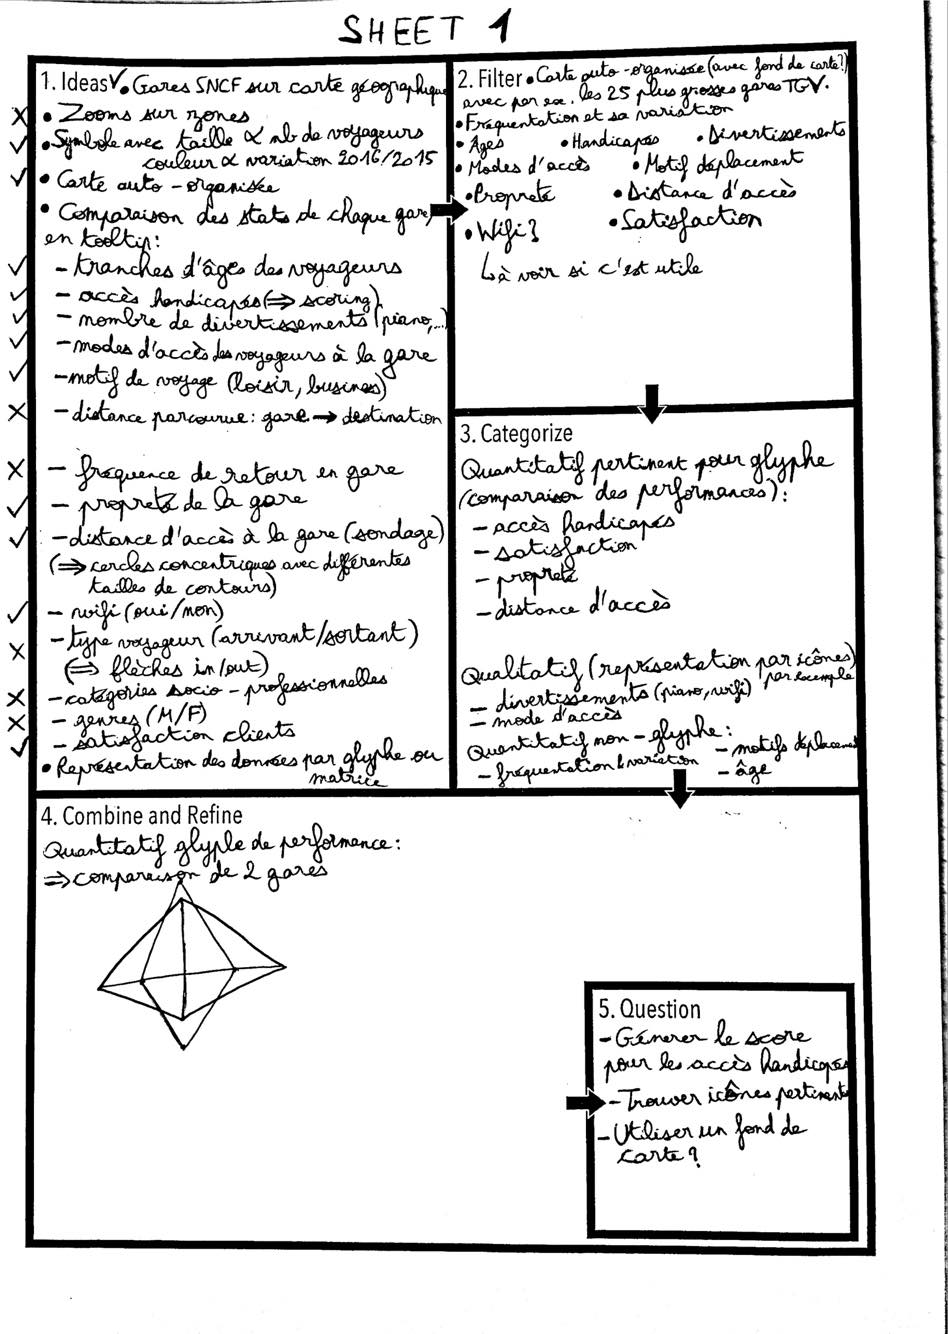 SHEET 1
1. Ideas ✓ • Gares SNCF sur carte géographique
✗ • Zooms sur zones
✓ • Symbole avec taille ∝ nb de voyageurs
couleur ∝ variation 2016/2015
✓ • Carte auto-organisée
• Comparaison des stats de chaque gare,
en tooltip:
✓ - tranches d'âges des voyageurs
✓ - accès handicapés (⇒ scoring)
✓ - nombre de divertissements (piano,...)
✓ - modes d'accès des voyageurs à la gare
✓ - motif de voyage (loisir, business)
✗ - distance parcourue: gare → destination
✗ - fréquence de retour en gare
✓ - propreté de la gare
✓ - distance d'accès à la gare (sondage)
(⇒ cercles concentriques avec différentes
tailles de contours)
✓ - wifi (oui/non)
✗ - type voyageur (arrivant/sortant)
(⇒ flèches in/out)
✗ - catégories socio-professionnelles
✗ - genres (M/F)
✓ - satisfaction clients
• Représentation des données par glyphe ou
matrice
2. Filter • Carte auto-organisée (avec fond de carte?)
avec par ex. les 25 plus grosses gares TGV.
• Fréquentation et sa variation
• Ages • Handicapés • Divertissements
• Modes d'accès • Motif déplacement
• Propreté • Distance d'accès
• Wifi? • Satisfaction
↳ à voir si c'est utile
3. Categorize
Quantitatif pertinent pour glyphe
(comparaison des performances):
- accès handicapés
- satisfaction
- propreté
- distance d'accès
Qualitatif (représentation par icônes)
par exemple
- divertissements (piano, wifi)
- mode d'accès
Quantitatif non-glyphe:
- fréquentation & variation
- motifs déplacement
- âge
4. Combine and Refine
Quantitatif glyphe de performance:
⇒ comparaison de 2 gares
5. Question
- Génerer le score
pour les accès handicapés
- Trouver icônes pertinentes
- Utiliser un fond de
carte?